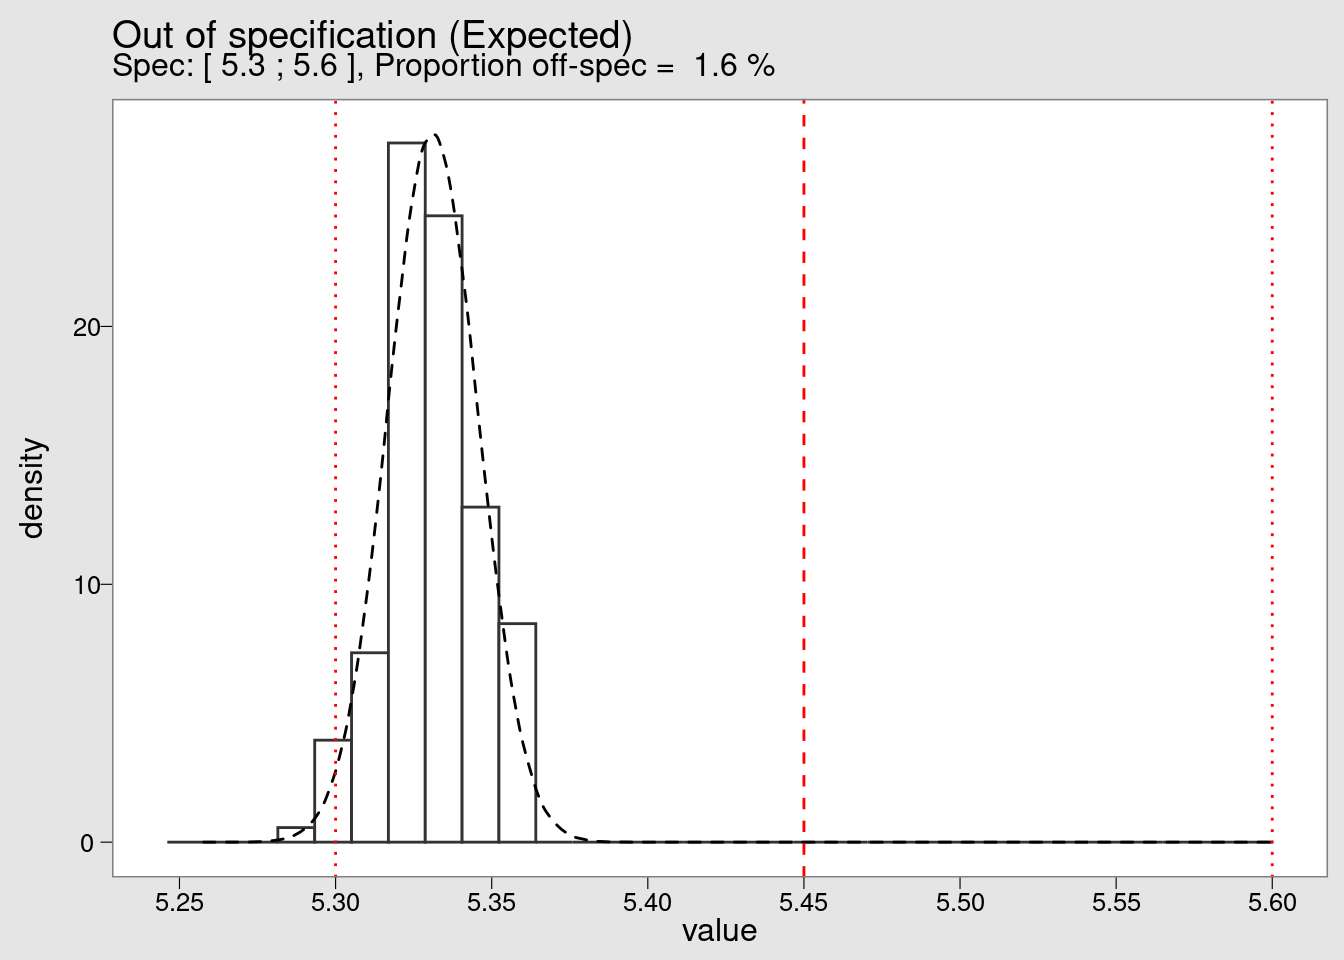 Out of specification (Expected)
Spec: [ 5.3 ; 5.6 ], Proportion off-spec =  1.6 %
density
20
10
0
5.25 5.30 5.35 5.40 5.45 5.50 5.55 5.60
value